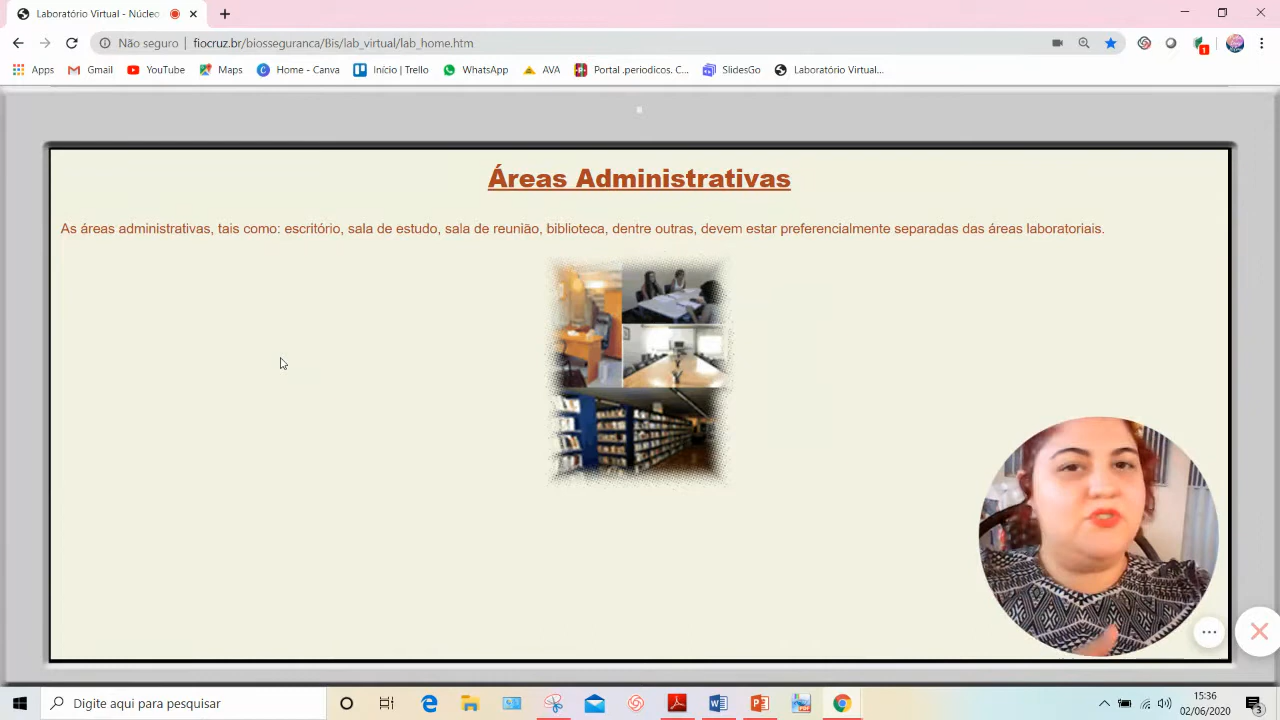 Laboratório Virtual - Núcleo
Não seguro | fiocruz.br/biosseguranca/Bis/lab_virtual/lab_home.htm
1
Apps Gmail YouTube Maps Home - Canva Início | Trello WhatsApp AVA Portal .periodicos. C... SlidesGo Laboratório Virtual...
Áreas Administrativas
As áreas administrativas, tais como: escritório, sala de estudo, sala de reunião, biblioteca, dentre outras, devem estar preferencialmente separadas das áreas laboratoriais.
Digite aqui para pesquisar
15:36
02/06/2020
3